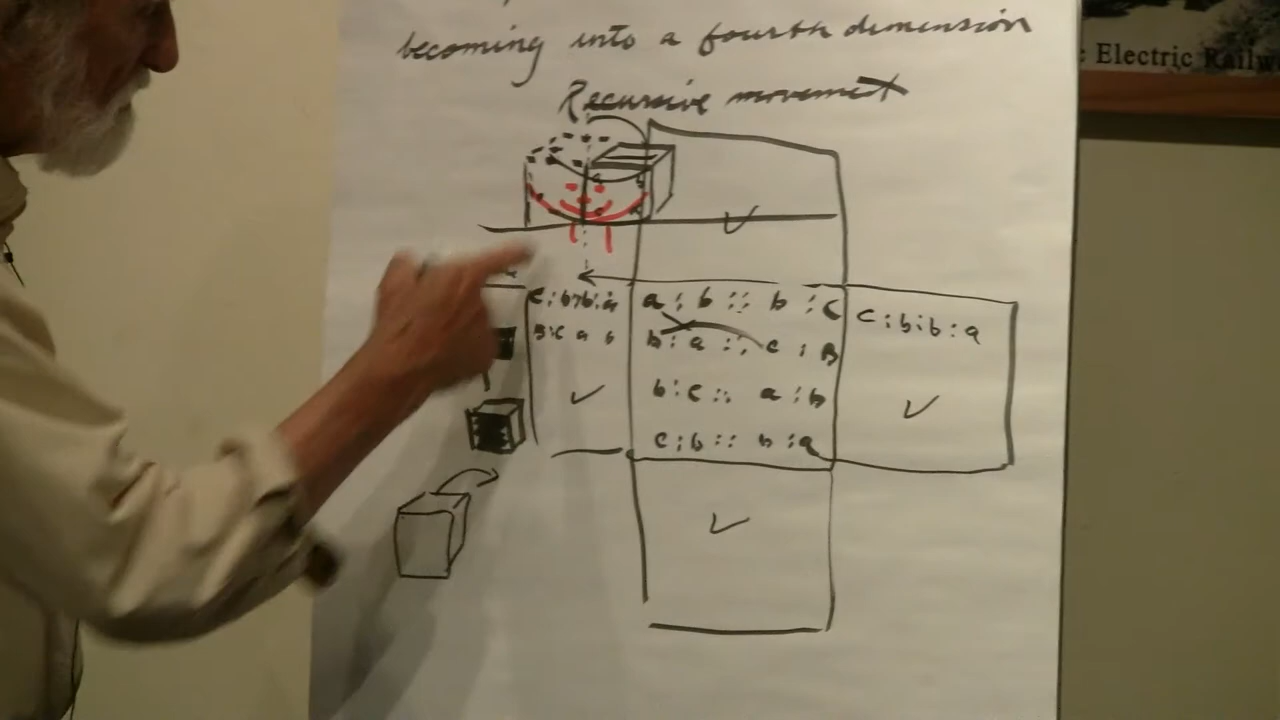 becoming into a fourth dimension
c Electric Railw
Recursive movement
a b
c:b:b:a
B:c a b
a : b :: b : C
b : a :: c : B
b:c :: a:b
c:b :: b:a
c:b:b:a